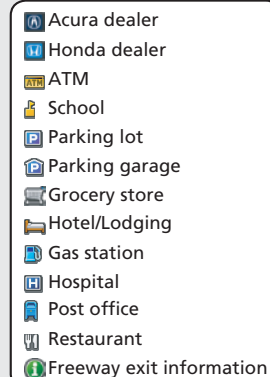 Acura dealer
Honda dealer
ATM ATM
School
P Parking lot
P Parking garage
Grocery store
Hotel/Lodging
Gas station
H Hospital
Post office
Restaurant
i Freeway exit information